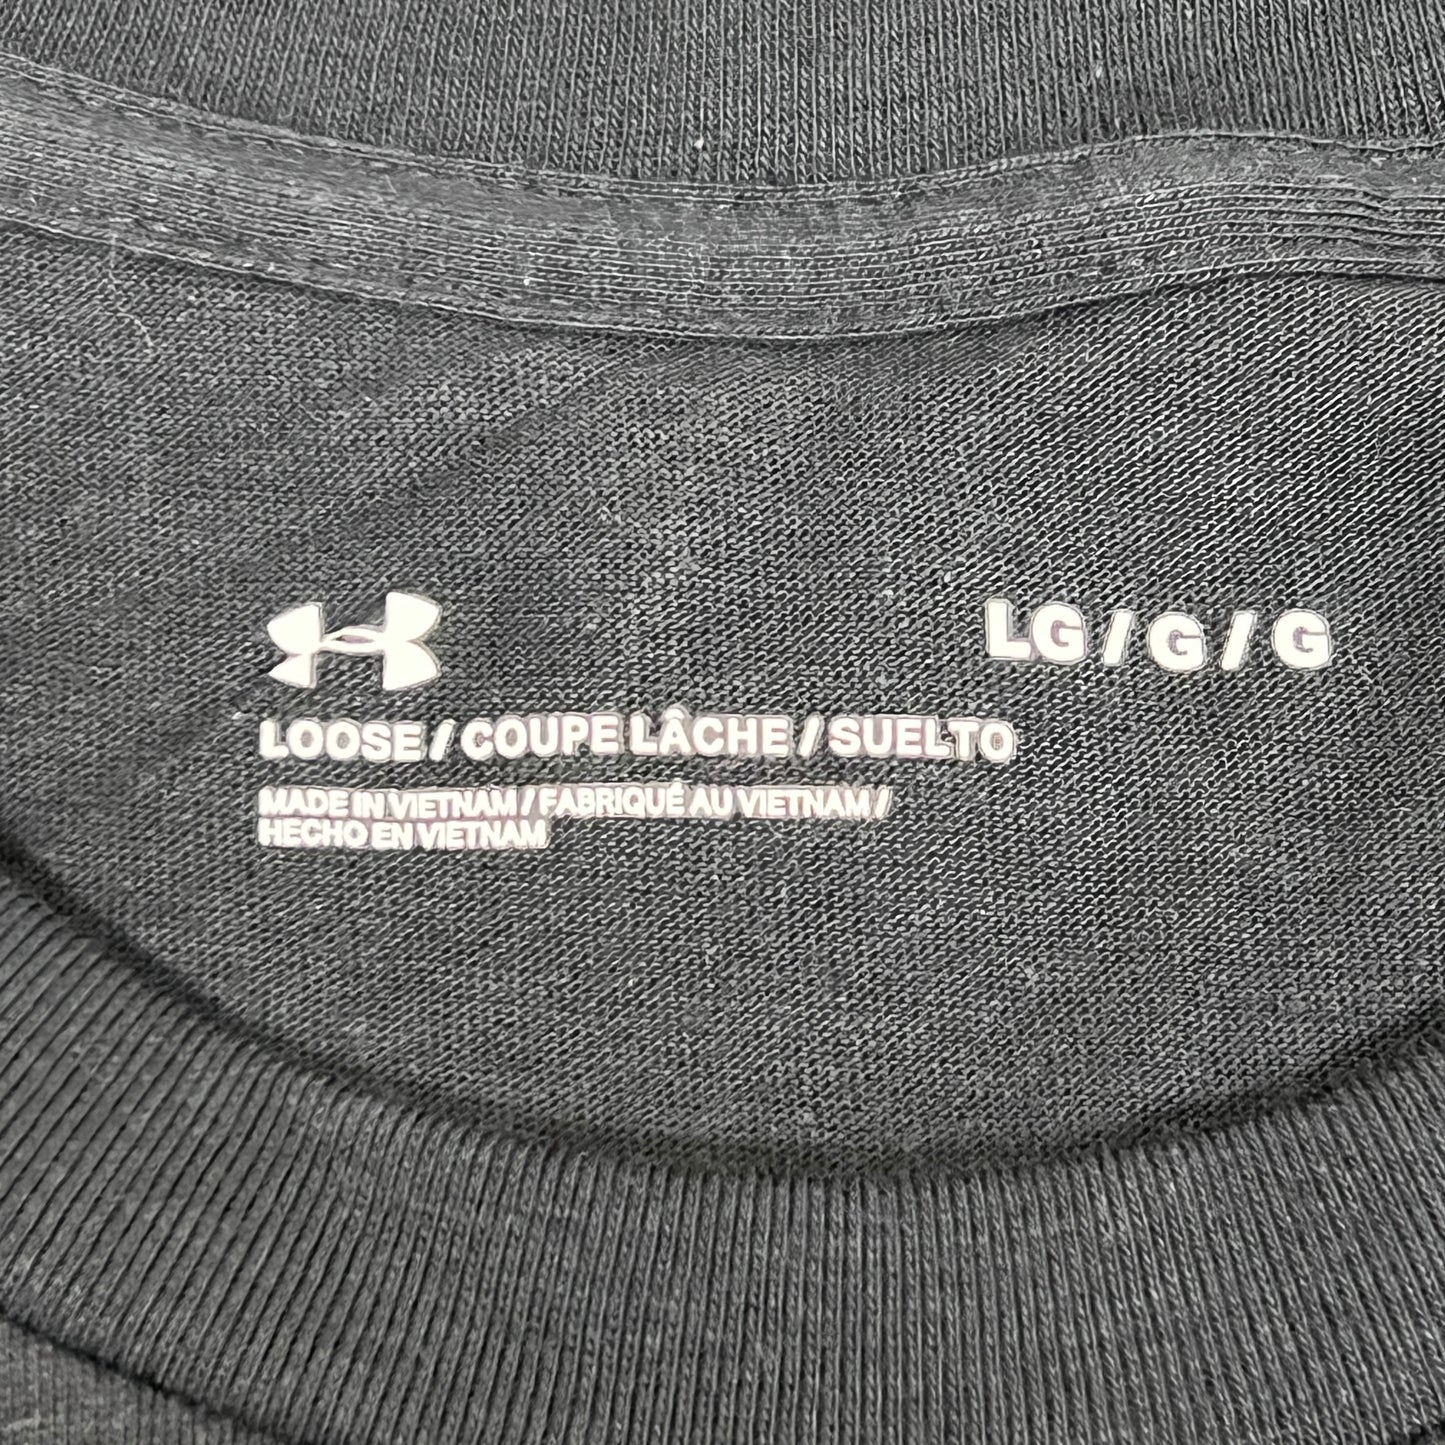 LG/G/G
LOOSE/COUPE LÂCHE/SUELTO
MADE IN VIETNAM/FABRIQUÉ AU VIETNAM/
HECHO EN VIETNAM